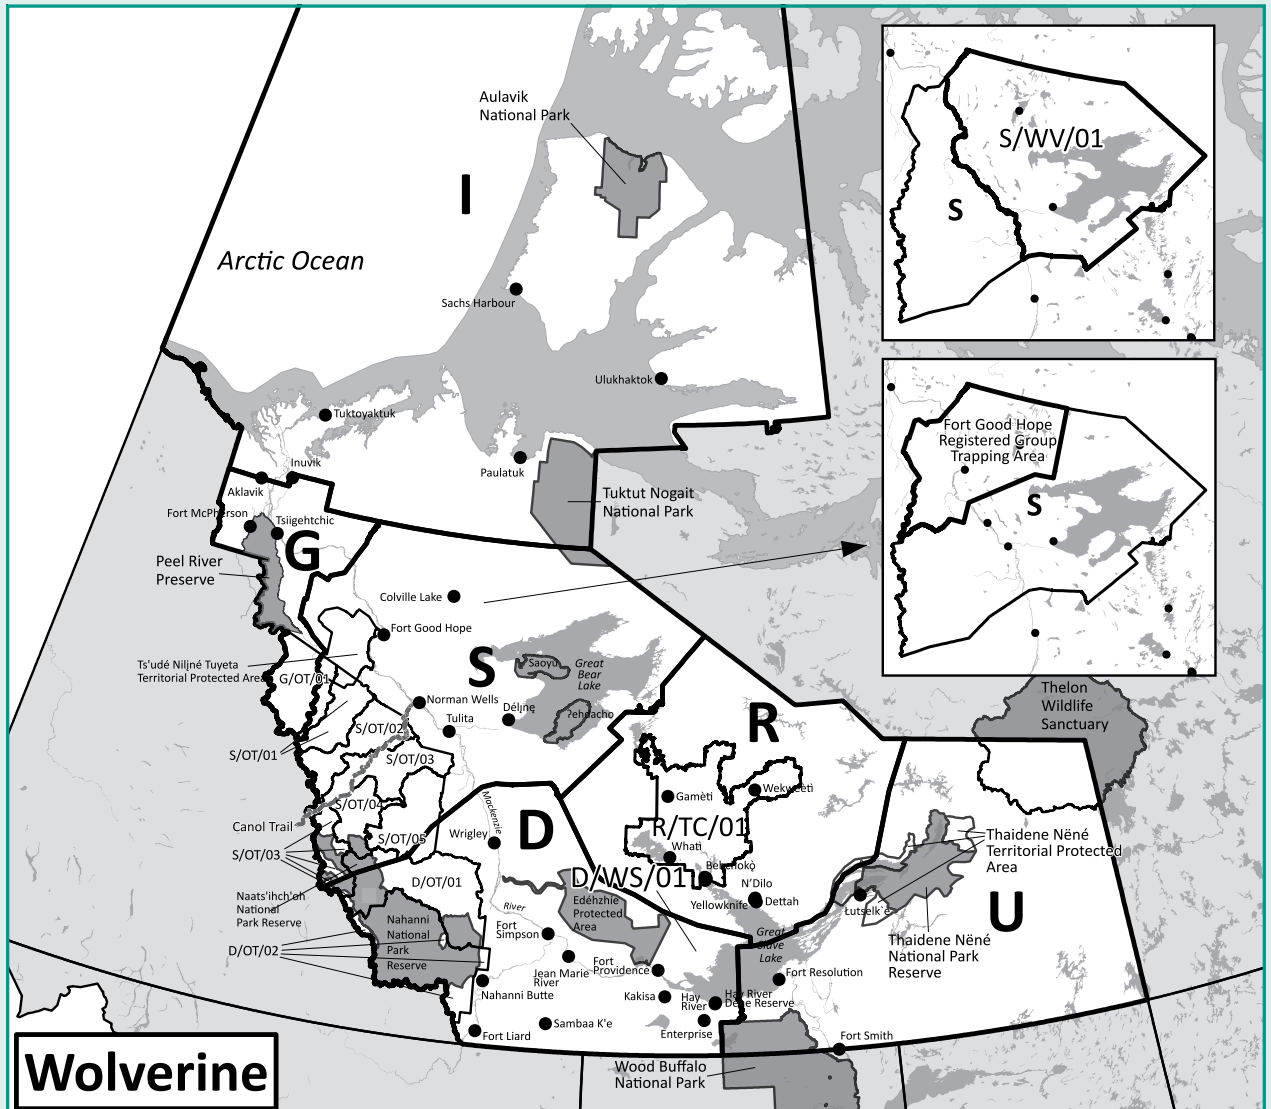 Aulavik
National Park
I
Arctic Ocean
Sachs Harbour
Ulukhaktok
Tuktoyaktuk
Inuvik
Paulatuk
Aklavik
Tuktut Nogait
National Park
Fort McPherson
Tsiigehtchic
G
Peel River
Preserve
Colville Lake
Fort Good Hope
Ts'udé Nilįné Tuyeta
Territorial Protected Area
G/OT/01
S
Saoyú
Great
Bear
Lake
Norman Wells
Délı̨nę
ʔehdacho
Tulita
S/OT/02
S/OT/01
S/OT/03
R
S/OT/04
Gamètì
Wekweètì
Canol Trail
Mackenzie
S/OT/05
Wrigley
D
R/TC/01
Whatì
S/OT/03
Behchokǫ̀
D/OT/01
D/WS/01
N'Dilo
Dettah
Yellowknife
Naats'ihch'oh
National
Park Reserve
River
Edéhzhíe
Protected
Area
Łutselk'e
Nahanni
National
Park
Reserve
Fort
Simpson
Great
Slave
Lake
D/OT/02
Jean Marie
River
Fort
Providence
Fort Resolution
Nahanni Butte
Kakisa
Hay
River
Hay River
Dene Reserve
Sambaa K'e
Fort Liard
Enterprise
Fort Smith
Wood Buffalo
National Park
Thaidene Nëné
Territorial Protected
Area
U
Thaidene Nëné
National Park
Reserve
Thelon
Wildlife
Sanctuary
S/WV/01
S
Fort Good Hope
Registered Group
Trapping Area
S
Wolverine